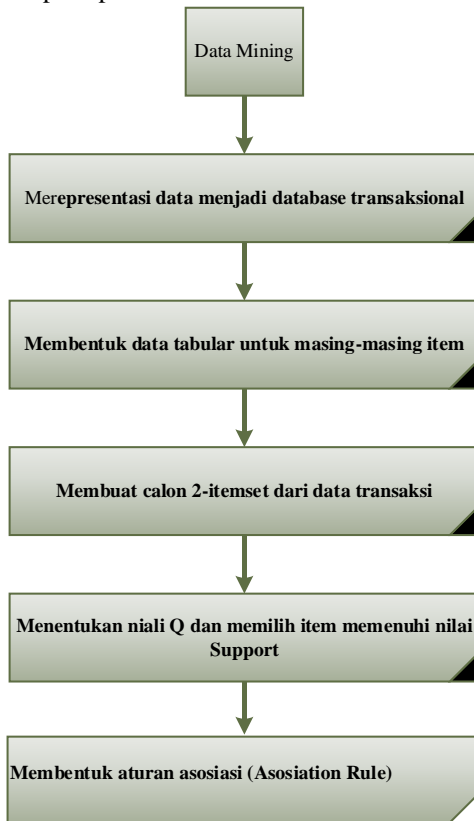 Data Mining
Merepresentasi data menjadi database transaksional
Membentuk data tabular untuk masing-masing item
Membuat calon 2-itemset dari data transaksi
Menentukan niali Q dan memilih item memenuhi nilai
Support
Membentuk aturan asosiasi (Asosiation Rule)